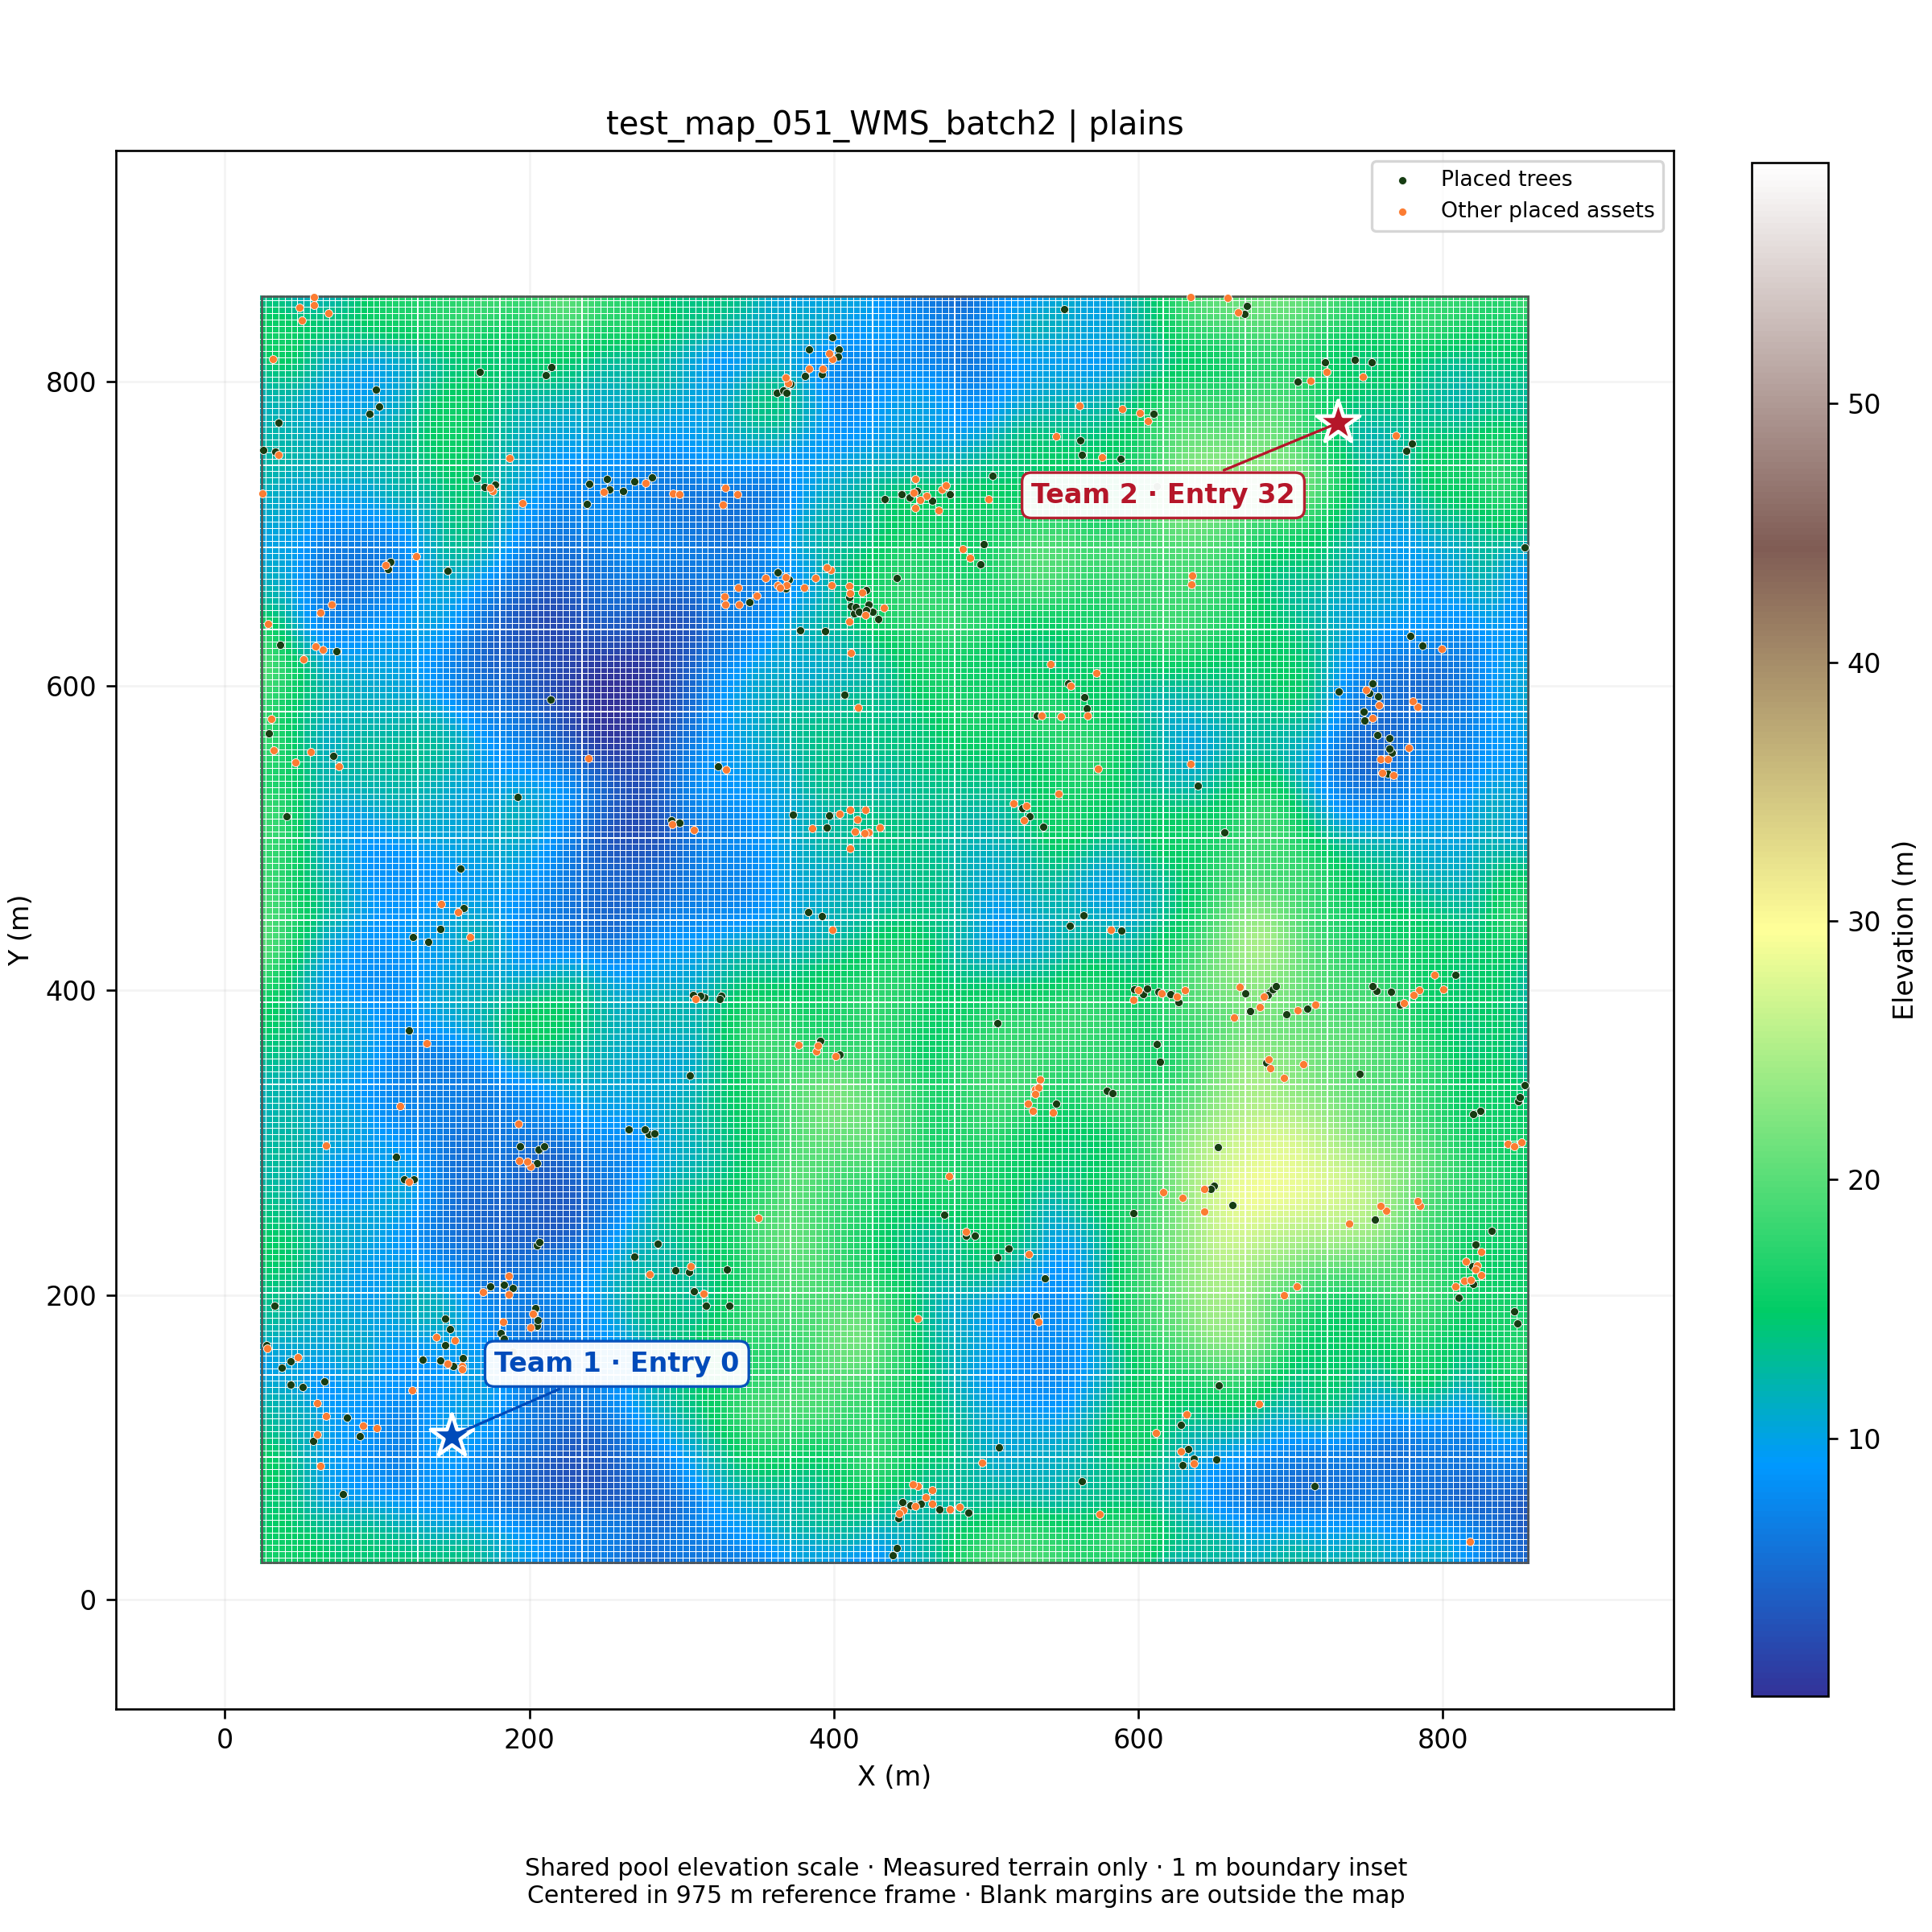 test_map_051_WMS_batch2 | plains
Placed trees
Other placed assets
Team 2 · Entry 32
Team 1 · Entry 0
800
600
400
200
0
Y (m)
0
200
400
600
800
X (m)
50
40
30
20
10
Elevation (m)
Shared pool elevation scale · Measured terrain only · 1 m boundary inset
Centered in 975 m reference frame · Blank margins are outside the map